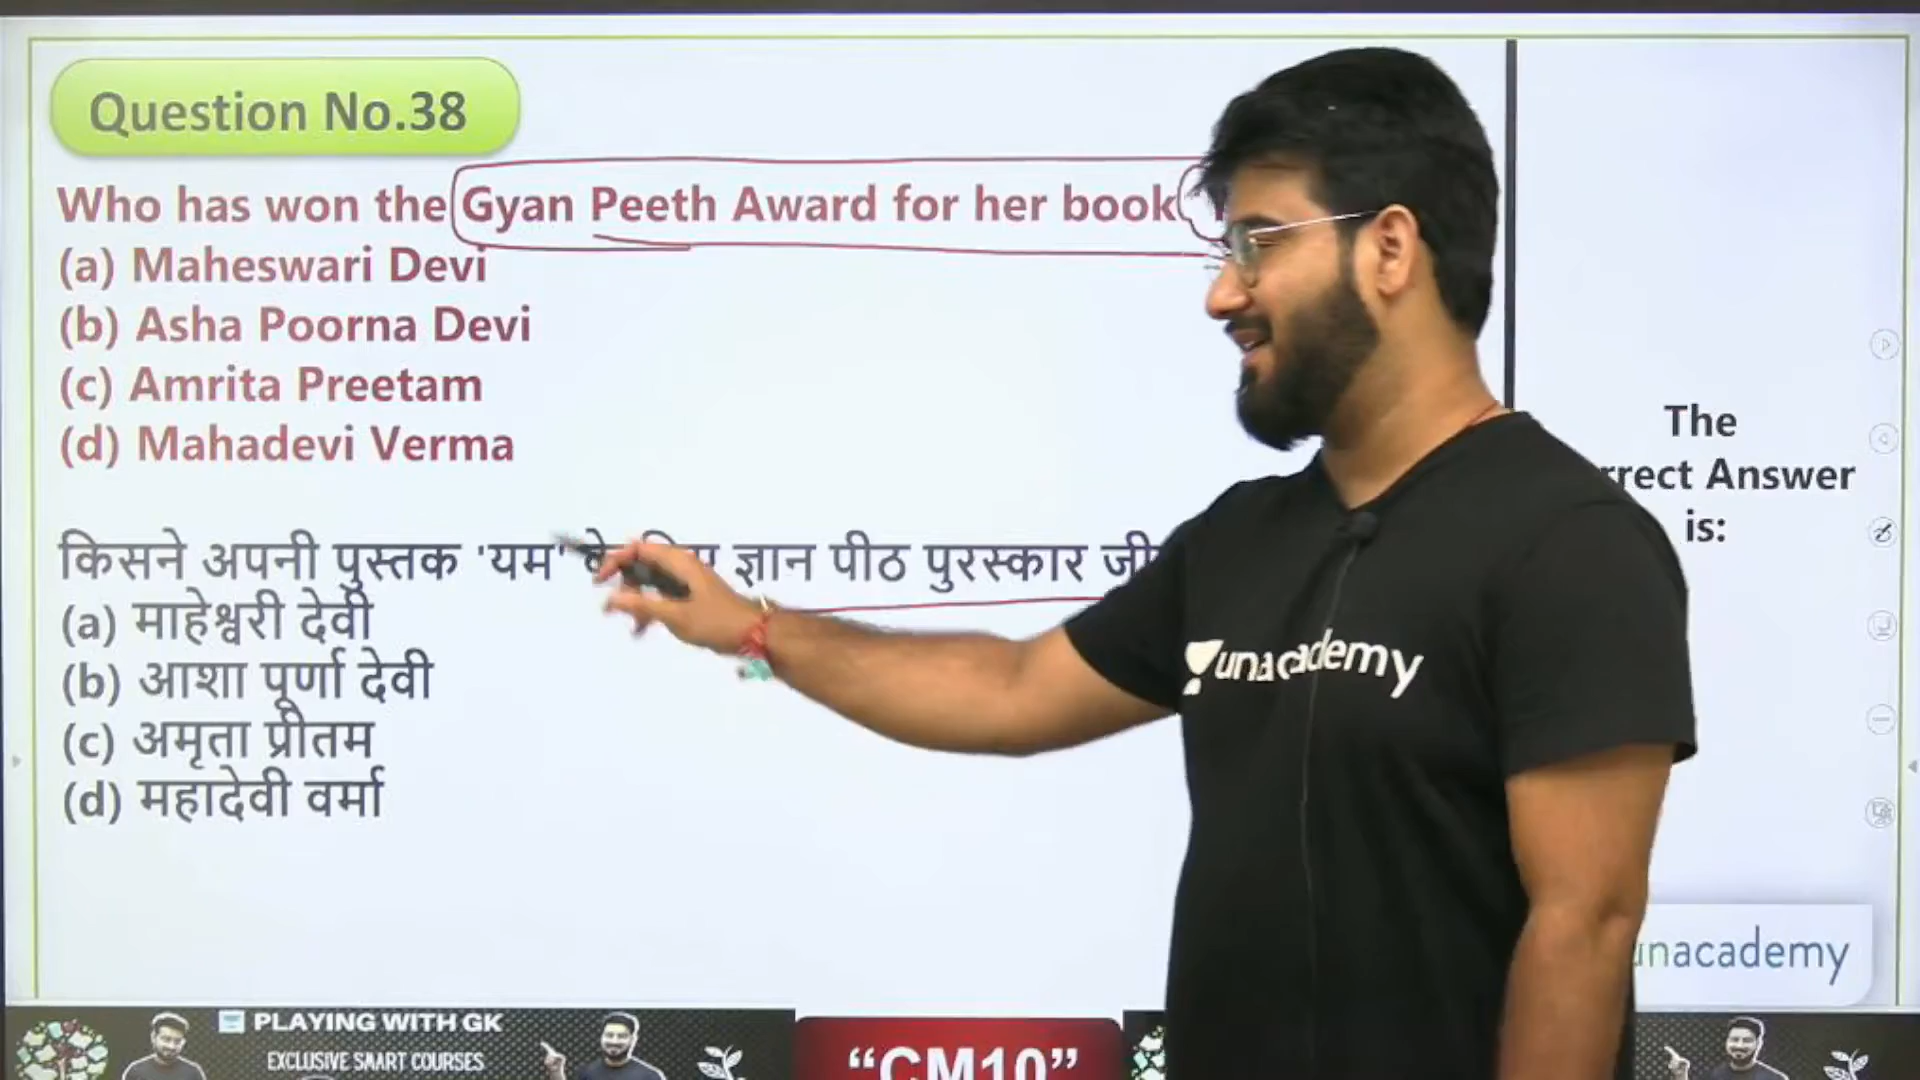 Question No.38
Who has won the Gyan Peeth Award for her book
(a) Maheswari Devi
(b) Asha Poorna Devi
(c) Amrita Preetam
(d) Mahadevi Verma
किसने अपनी पुस्तक 'यम' के ज्ञान पीठ पुरस्कार
(a) माहेश्वरी देवी
(b) आशा पूर्णा देवी
(c) अमृता प्रीतम
(d) महादेवी वर्मा
The
Answer
is:
unacademy
unacademy
PLAYING WITH GK
EXCLUSIVE SMART COURSES
“CM10”